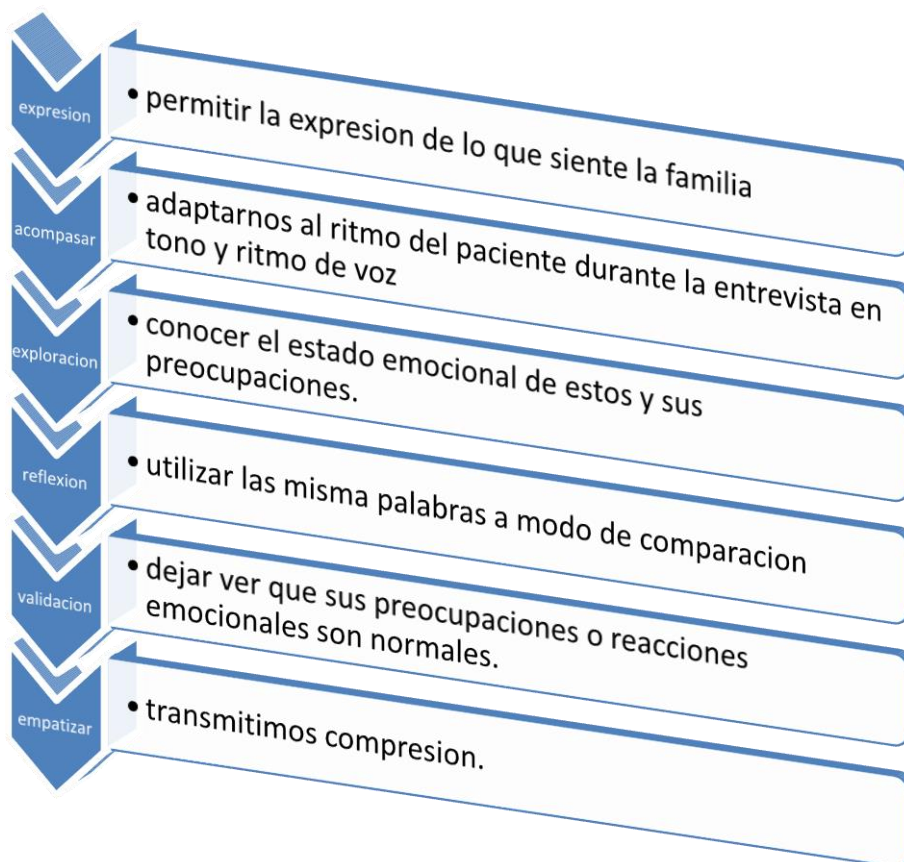 expresion
• permitir la expresion de lo que siente la familia
acompasar
• adaptarnos al ritmo del paciente durante la entrevista en
tono y ritmo de voz
exploracion
• conocer el estado emocional de estos y sus
preocupaciones.
reflexion
• utilizar las misma palabras a modo de comparacion
validacion
• dejar ver que sus preocupaciones o reacciones
emocionales son normales.
empatizar
• transmitimos compresion.